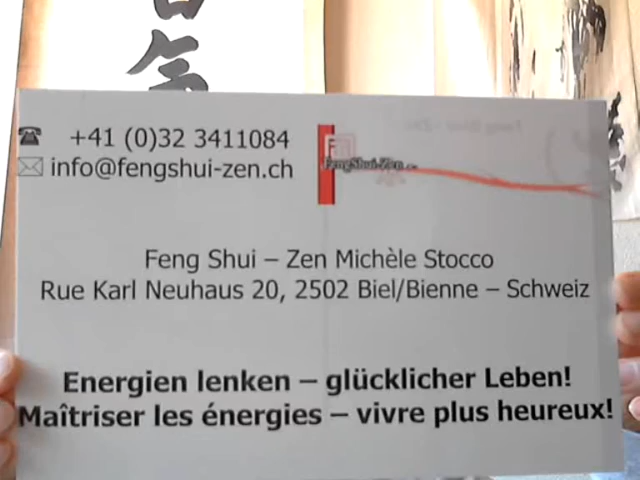 +41 (0)32 3411084
info@fengshui-zen.ch
FengShui-Zen
Feng Shui – Zen Michèle Stocco
Rue Karl Neuhaus 20, 2502 Biel/Bienne – Schweiz
Energien lenken – glücklicher Leben!
Maîtriser les énergies – vivre plus heureux!